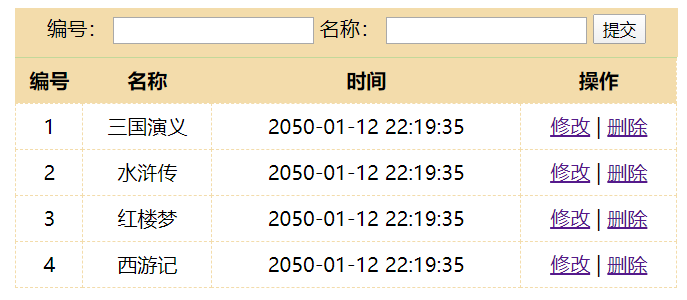 编号： 名称： 提交
编号 名称 时间 操作
1 三国演义 2050-01-12 22:19:35 修改 | 删除
2 水浒传 2050-01-12 22:19:35 修改 | 删除
3 红楼梦 2050-01-12 22:19:35 修改 | 删除
4 西游记 2050-01-12 22:19:35 修改 | 删除